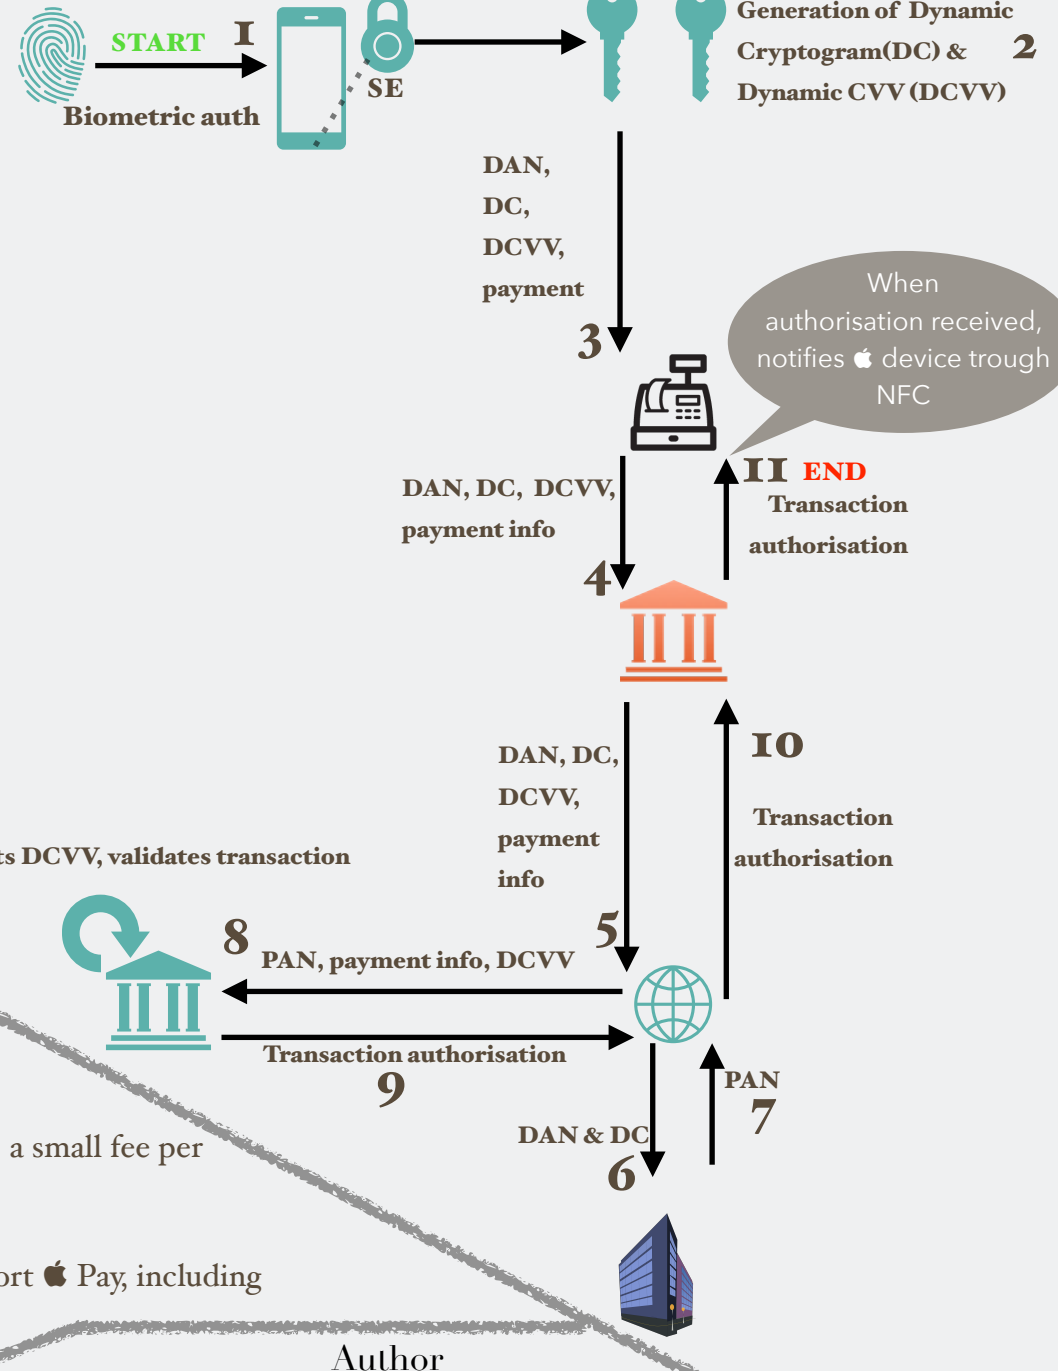 Generation of Dynamic
START 1
Cryptogram(DC) & 2
SE
Dynamic CVV (DCVV)
Biometric auth
DAN,
DC,
DCVV,
payment
3
When
authorisation received,
notifies device trough
NFC
11 END
DAN, DC, DCVV,
payment info
Transaction
authorisation
4
10
DAN, DC,
DCVV,
payment
info
Transaction
authorisation
DCVV, validates transaction
5
8
PAN, payment info, DCVV
Transaction authorisation
9
PAN
7
DAN & DC
6
a small fee per
Pay, including
Author